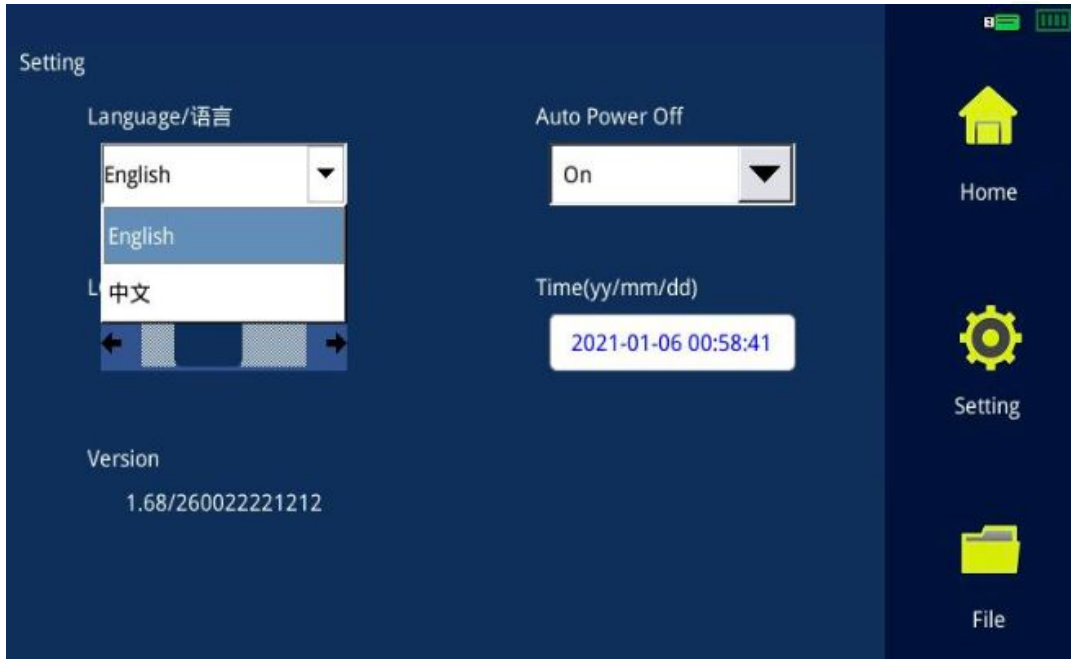 Setting
Language/语言
English
English
中文
Auto Power Off
On
Time(yy/mm/dd)
2021-01-06 00:58:41
Version
1.68/260022221212
Home
Setting
File